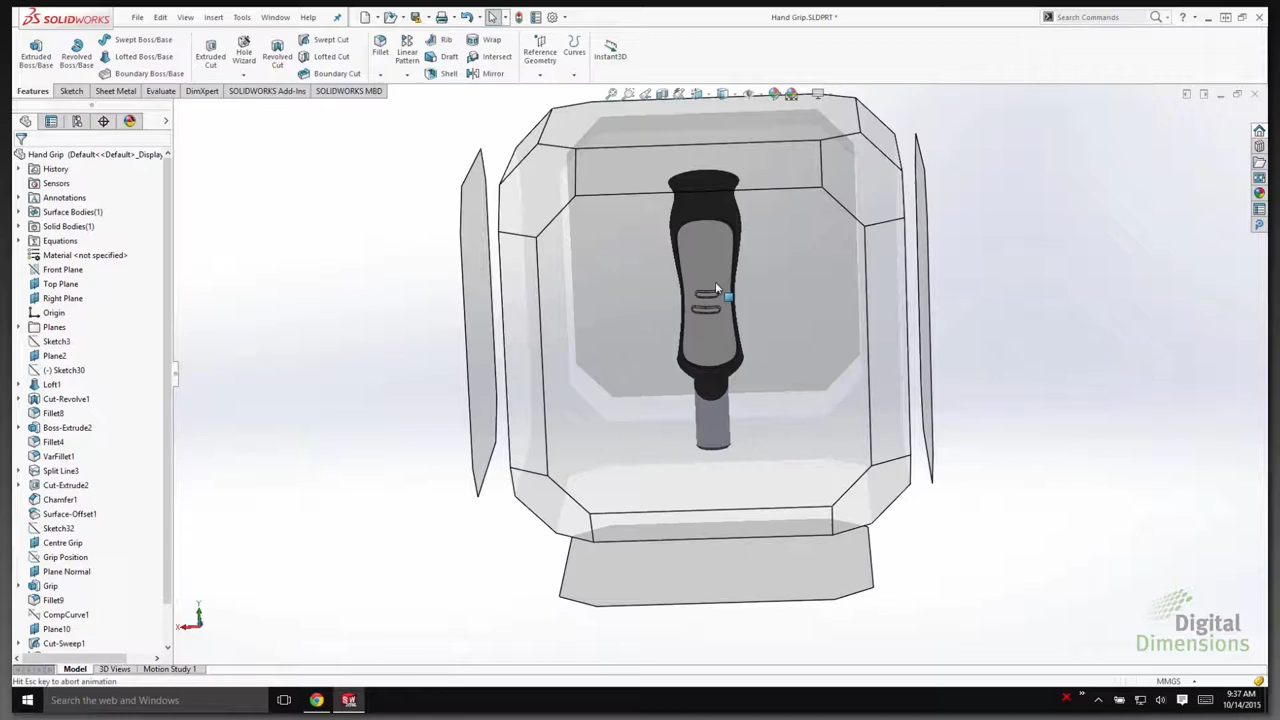 SOLIDWORKS
File
Edit
View
Insert
Tools
Window
Help
Hand Grip.SLDPRT *
Search Commands
Extruded Boss/Base
Revolved Boss/Base
Swept Boss/Base
Lofted Boss/Base
Boundary Boss/Base
Extruded Cut
Hole Wizard
Revolved Cut
Swept Cut
Lofted Cut
Boundary Cut
Fillet
Linear Pattern
Rib
Draft
Shell
Wrap
Intersect
Mirror
Reference Geometry
Curves
Instant3D
Features
Sketch
Sheet Metal
Evaluate
DimXpert
SOLIDWORKS Add-Ins
SOLIDWORKS MBD
Hand Grip (Default<<Default>_Display
History
Sensors
Annotations
Surface Bodies(1)
Solid Bodies(1)
Equations
Material <not specified>
Front Plane
Top Plane
Right Plane
Origin
Planes
Sketch3
Plane2
(-) Sketch30
Loft1
Cut-Revolve1
Fillet8
Boss-Extrude2
Fillet4
VarFillet1
Split Line3
Cut-Extrude2
Chamfer1
Surface-Offset1
Sketch32
Centre Grip
Grip Position
Plane Normal
Grip
Fillet9
CompCurve1
Plane10
Cut-Sweep1
Y
X
Digital
Dimensions
Model
3D Views
Motion Study 1
Hit Esc key to abort animation
MMGS
Search the web and Windows
9:37 AM
10/14/2015